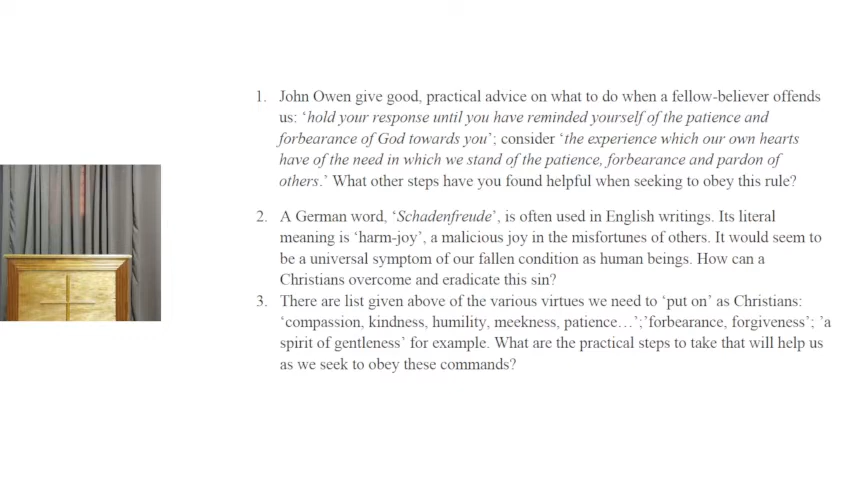 1. John Owen give good, practical advice on what to do when a fellow-believer offends
us: ‘hold your response until you have reminded yourself of the patience and
forbearance of God towards you’; consider ‘the experience which our own hearts
have of the need in which we stand of the patience, forbearance and pardon of
others.’ What other steps have you found helpful when seeking to obey this rule?
2. A German word, ‘Schadenfreude’, is often used in English writings. Its literal
meaning is ‘harm-joy’, a malicious joy in the misfortunes of others. It would seem to
be a universal symptom of our fallen condition as human beings. How can a
Christians overcome and eradicate this sin?
3. There are list given above of the various virtues we need to ‘put on’ as Christians:
‘compassion, kindness, humility, meekness, patience…’;’forbearance, forgiveness’; ’a
spirit of gentleness’ for example. What are the practical steps to take that will help us
as we seek to obey these commands?